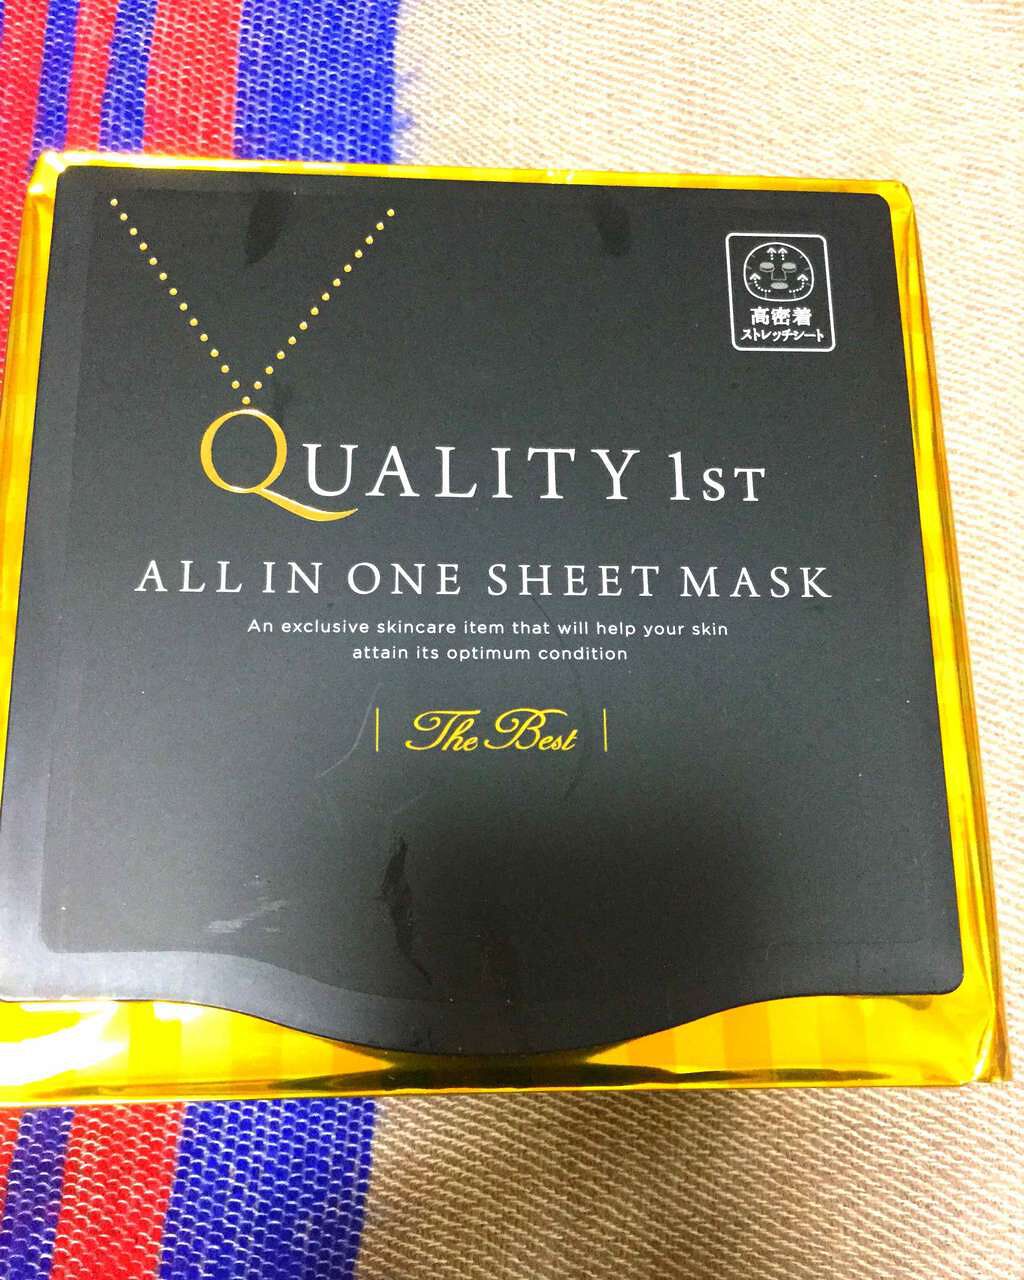 高密着
ストレッチシート
QUALITY 1ST
ALL IN ONE SHEET MASK
An exclusive skincare item that will help your skin
attain its optimum condition
The Best